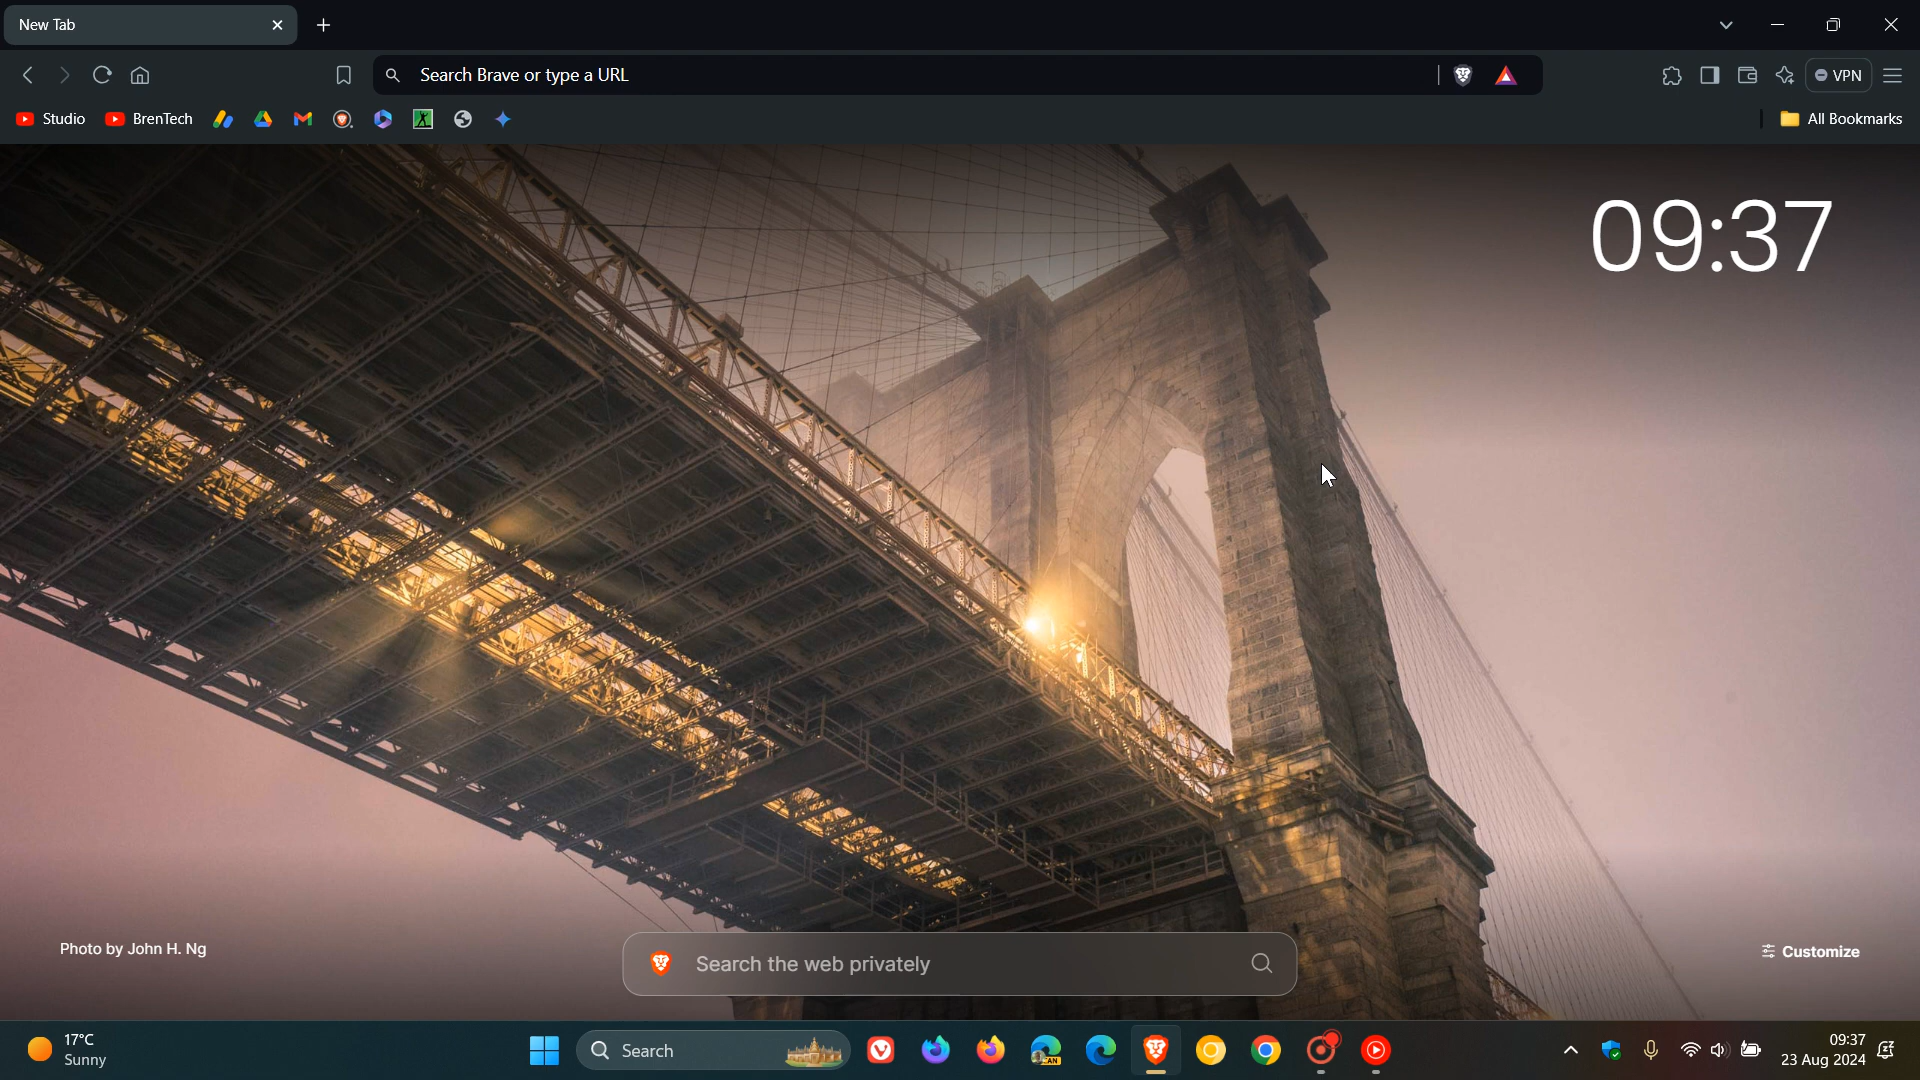 New Tab
Search Brave or type a URL
VPN
Studio
BrenTech
All Bookmarks
09:37
Photo by John H. Ng
Search the web privately
Customize
17°C
Sunny
Search
CAN
09:37
23 Aug 2024